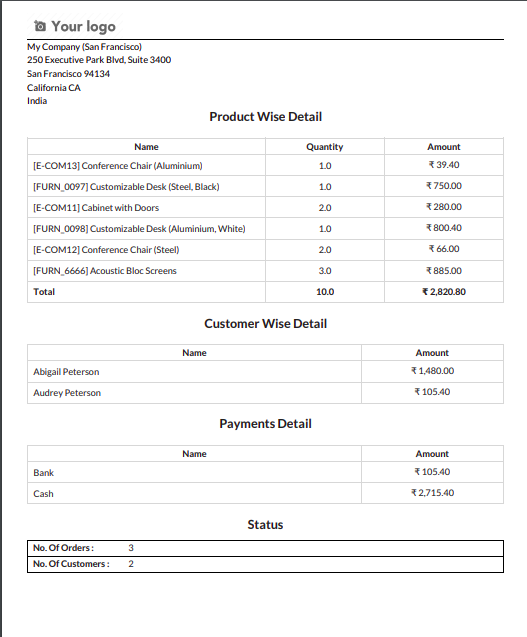 Your logo
My Company (San Francisco)
250 Executive Park Blvd, Suite 3400
San Francisco 94134
California CA
India
Product Wise Detail
Name Quantity Amount
[E-COM13] Conference Chair (Aluminium) 1.0 ₹ 39.40
[FURN_0097] Customizable Desk (Steel, Black) 1.0 ₹ 750.00
[E-COM11] Cabinet with Doors 2.0 ₹ 280.00
[FURN_0098] Customizable Desk (Aluminium, White) 1.0 ₹ 800.40
[E-COM12] Conference Chair (Steel) 2.0 ₹ 66.00
[FURN_6666] Acoustic Bloc Screens 3.0 ₹ 885.00
Total 10.0 ₹ 2,820.80
Customer Wise Detail
Name Amount
Abigail Peterson ₹ 1,480.00
Audrey Peterson ₹ 105.40
Payments Detail
Name Amount
Bank ₹ 105.40
Cash ₹ 2,715.40
Status
No. Of Orders : 3
No. Of Customers : 2